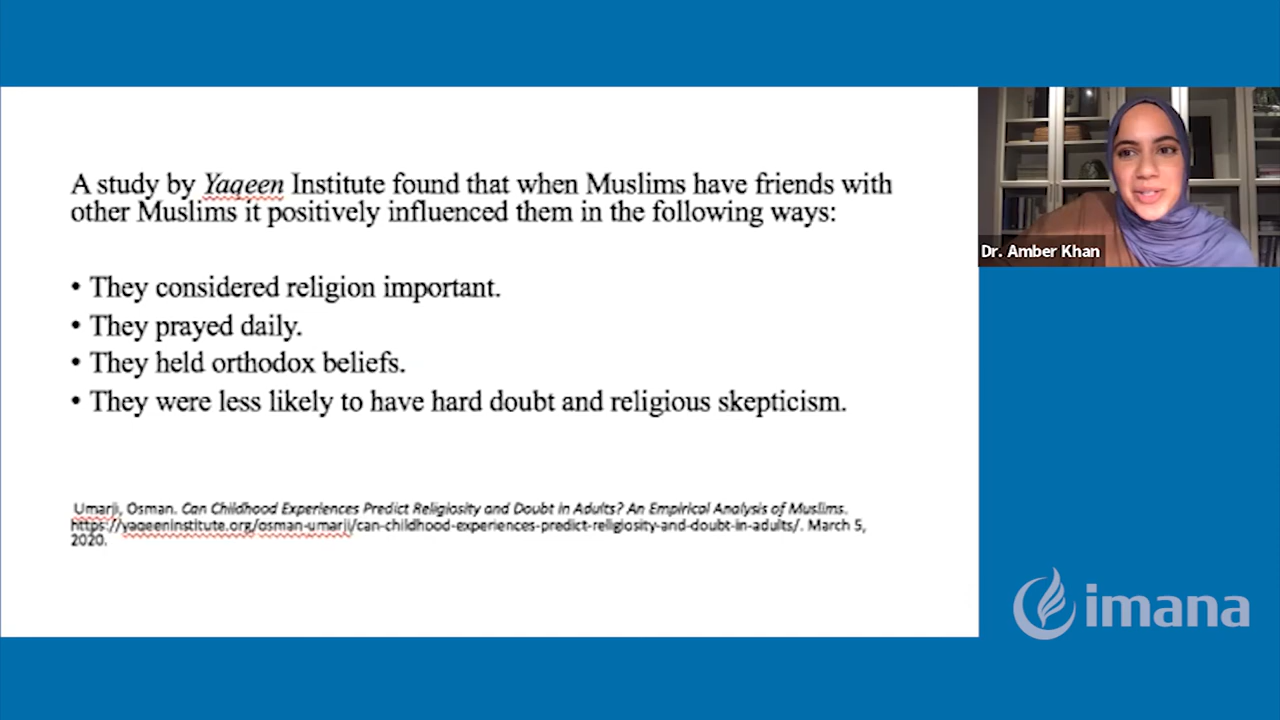 A study by Yaqeen Institute found that when Muslims have friends with
other Muslims it positively influenced them in the following ways:
• They considered religion important.
• They prayed daily.
• They held orthodox beliefs.
• They were less likely to have hard doubt and religious skepticism.
Umarji, Osman. Can Childhood Experiences Predict Religiosity and Doubt in Adults? An Empirical Analysis of Muslims.
https://yaqeeninstitute.org/osman-umarji/can-childhood-experiences-predict-religiosity-and-doubt-in-adults/. March 5,
2020.
Dr. Amber Khan
imana